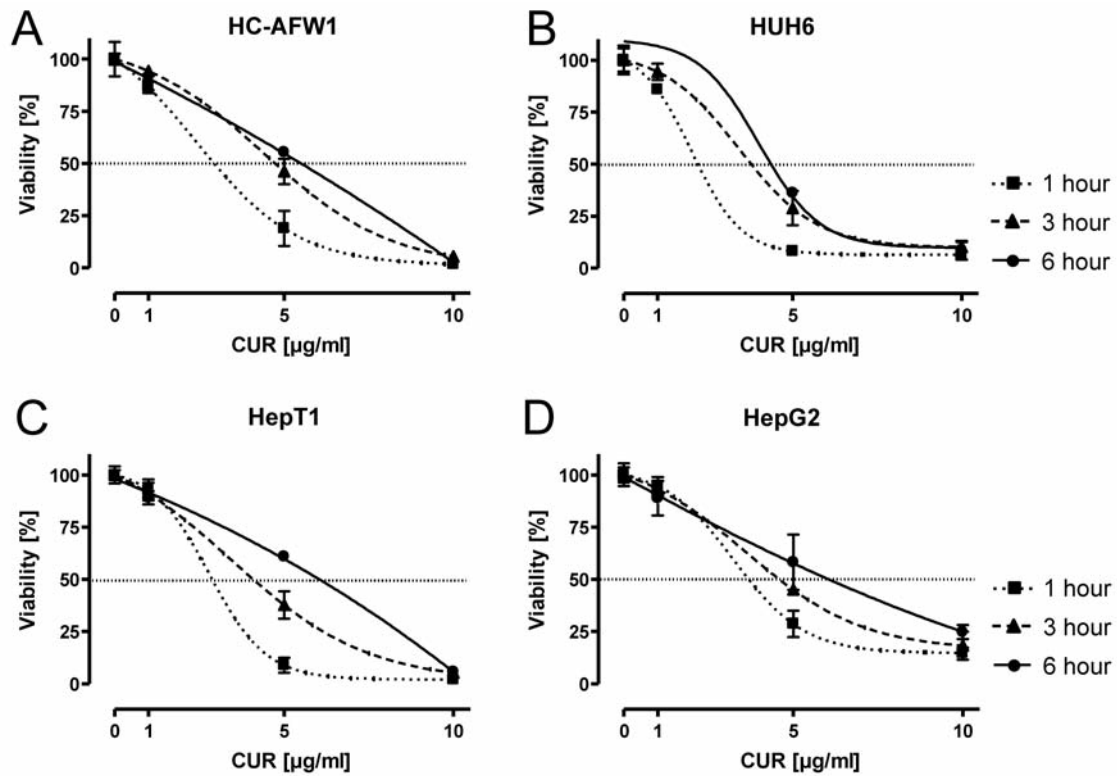 A
HC-AFW1
Viability [%]
100
75
50
25
0
0 1 5 10
CUR [µg/ml]
B
HUH6
Viability [%]
100
75
50
25
0
0 1 5 10
CUR [µg/ml]
1 hour
3 hour
6 hour
C
HepT1
Viability [%]
100
75
50
25
0
0 1 5 10
CUR [µg/ml]
D
HepG2
Viability [%]
100
75
50
25
0
0 1 5 10
CUR [µg/ml]
1 hour
3 hour
6 hour